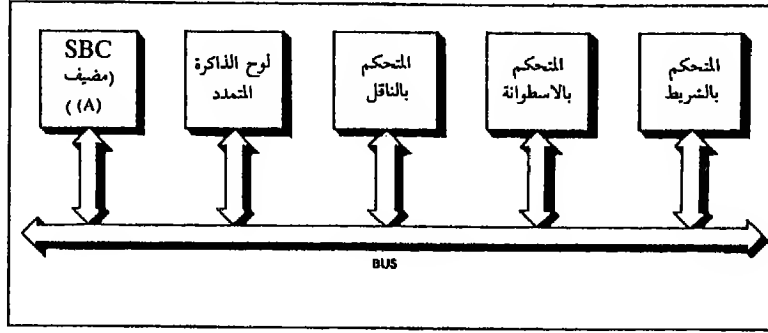 SBC
(مضيف
((A)
لوح الذاكرة
المتمدد
المتحكم
بالناقل
المتحكم
بالاسطوانة
المتحكم
بالشريط
BUS